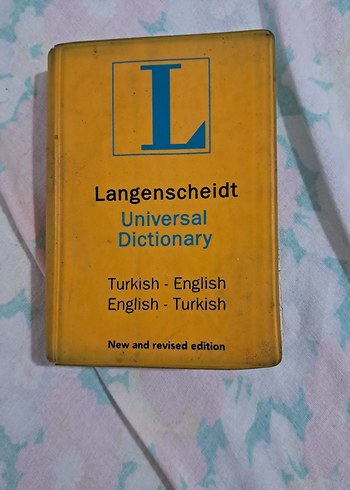 L
Langenscheidt
Universal
Dictionary
Turkish - English
English - Turkish
New and revised edition